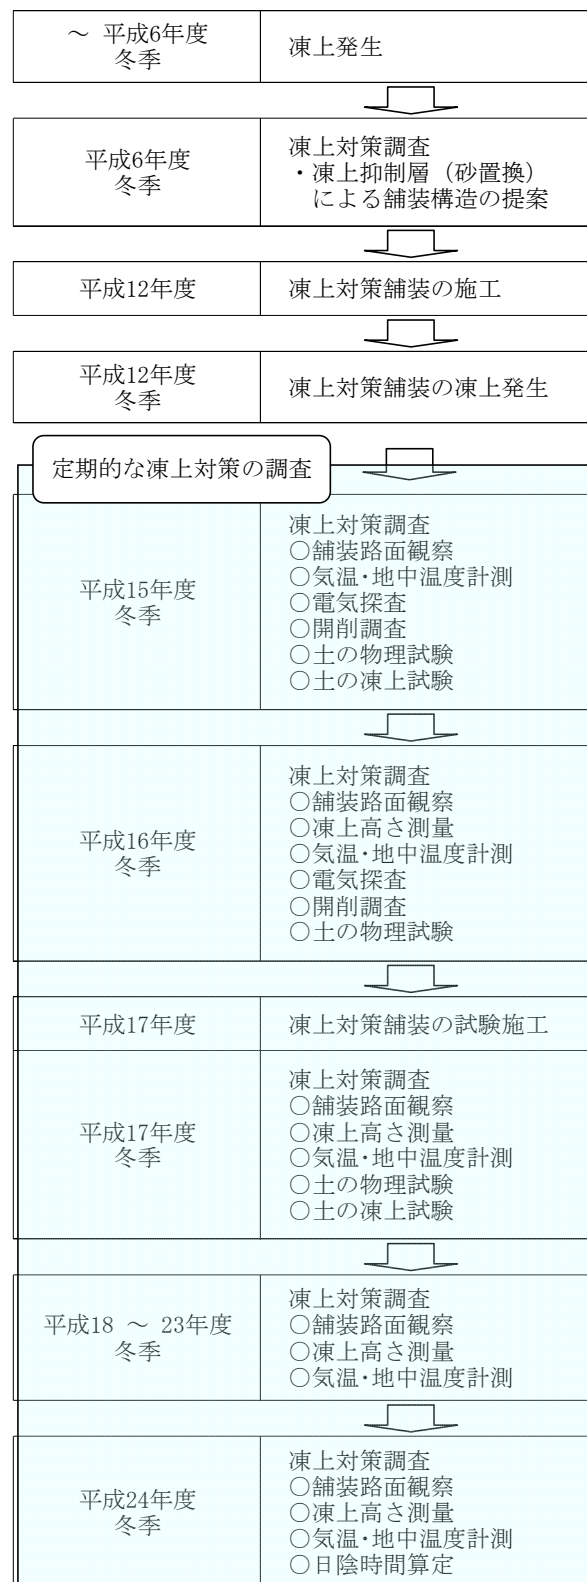 ～ 平成6年度
冬季
凍上発生
平成6年度
冬季
凍上対策調査
・凍上抑制層（砂置換）
による舗装構造の提案
平成12年度
凍上対策舗装の施工
平成12年度
冬季
凍上対策舗装の凍上発生
定期的な凍上対策の調査
平成15年度
冬季
凍上対策調査
○舗装路面観察
○気温･地中温度計測
○電気探査
○開削調査
○土の物理試験
○土の凍上試験
平成16年度
冬季
凍上対策調査
○舗装路面観察
○凍上高さ測量
○気温･地中温度計測
○電気探査
○開削調査
○土の物理試験
平成17年度
凍上対策舗装の試験施工
平成17年度
冬季
凍上対策調査
○舗装路面観察
○凍上高さ測量
○気温･地中温度計測
○土の物理試験
○土の凍上試験
平成18 ～ 23年度
冬季
凍上対策調査
○舗装路面観察
○凍上高さ測量
○気温･地中温度計測
平成24年度
冬季
凍上対策調査
○舗装路面観察
○凍上高さ測量
○気温･地中温度計測
○日陰時間算定